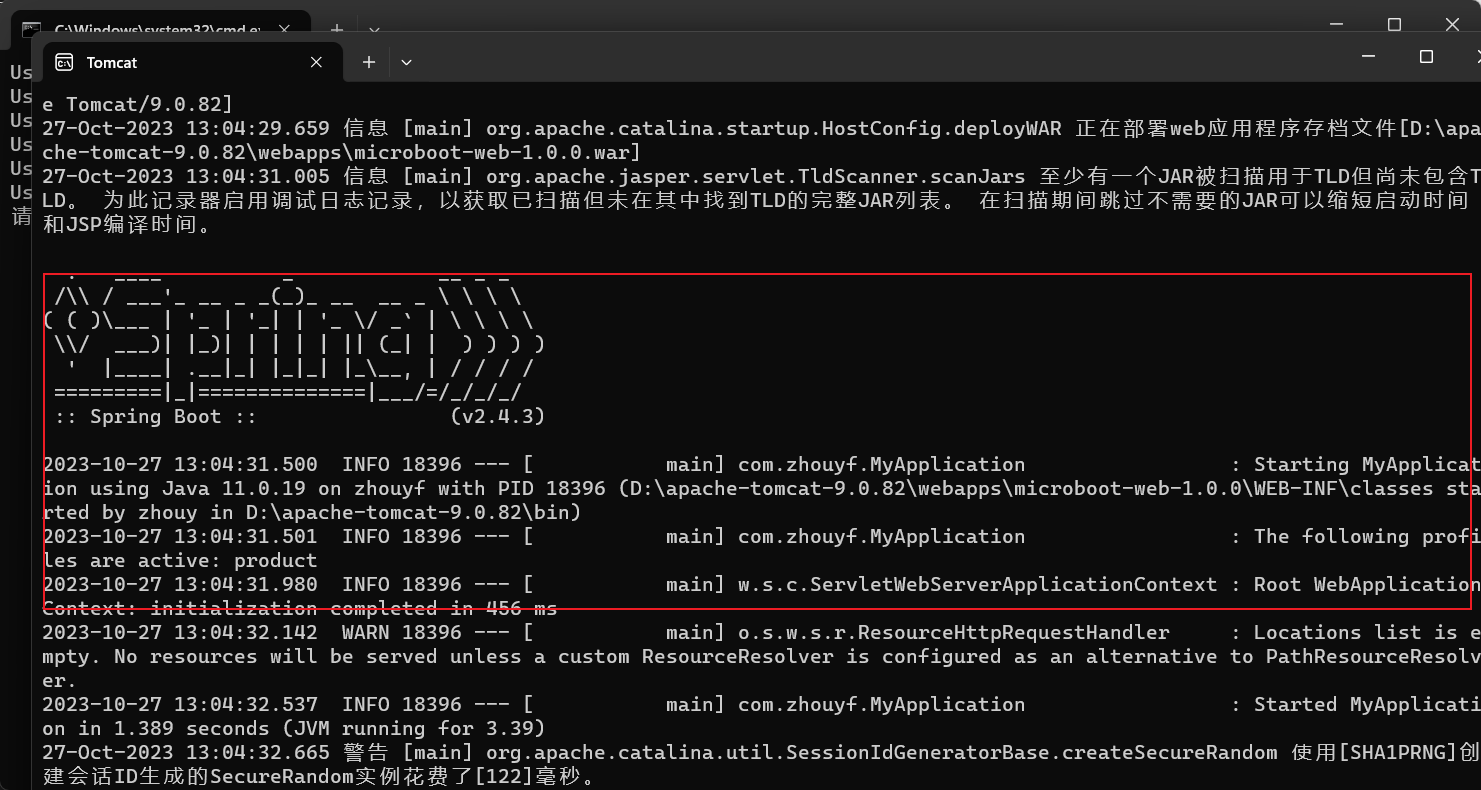 C:\Windows\system32\cmd.e
Tomcat
Us
Us
Us
Us
Us
Us
请
e Tomcat/9.0.82]
27-Oct-2023 13:04:29.659 信息 [main] org.apache.catalina.startup.HostConfig.deployWAR 正在部署web应用程序存档文件[D:\apa
che-tomcat-9.0.82\webapps\microboot-web-1.0.0.war]
27-Oct-2023 13:04:31.005 信息 [main] org.apache.jasper.servlet.TldScanner.scanJars 至少有一个JAR被扫描用于TLD但尚未包含T
LD。 为此记录器启用调试日志记录，以获取已扫描但未在其中找到TLD的完整JAR列表。 在扫描期间跳过不需要的JAR可以缩短启动时间
和JSP编译时间。
  .   ____          _            __ _ _
 /\\ / ___'_ __ _ _(_)_ __  __ _ \ \ \ \
( ( )\___ | '_ | '_| | '_ \/ _` | \ \ \ \
 \\/  ___)| |_)| | | | | || (_| |  ) ) ) )
  '  |____| .__|_| |_|_| |_\__, | / / / /
 =========|_|==============|___/=/_/_/_/
 :: Spring Boot ::                (v2.4.3)
2023-10-27 13:04:31.500  INFO 18396 --- [           main] com.zhouyf.MyApplication                 : Starting MyApplicat
ion using Java 11.0.19 on zhouyf with PID 18396 (D:\apache-tomcat-9.0.82\webapps\microboot-web-1.0.0\WEB-INF\classes sta
rted by zhouy in D:\apache-tomcat-9.0.82\bin)
2023-10-27 13:04:31.501  INFO 18396 --- [           main] com.zhouyf.MyApplication                 : The following profi
les are active: product
2023-10-27 13:04:31.980  INFO 18396 --- [           main] w.s.c.ServletWebServerApplicationContext : Root WebApplication
Context: initialization completed in 456 ms
2023-10-27 13:04:32.142  WARN 18396 --- [           main] o.s.w.s.r.ResourceHttpRequestHandler     : Locations list is e
mpty. No resources will be served unless a custom ResourceResolver is configured as an alternative to PathResourceResolv
er.
2023-10-27 13:04:32.537  INFO 18396 --- [           main] com.zhouyf.MyApplication                 : Started MyApplicati
on in 1.389 seconds (JVM running for 3.39)
27-Oct-2023 13:04:32.665 警告 [main] org.apache.catalina.util.SessionIdGeneratorBase.createSecureRandom 使用[SHA1PRNG]创
建会话ID生成的SecureRandom实例花费了[122]毫秒。